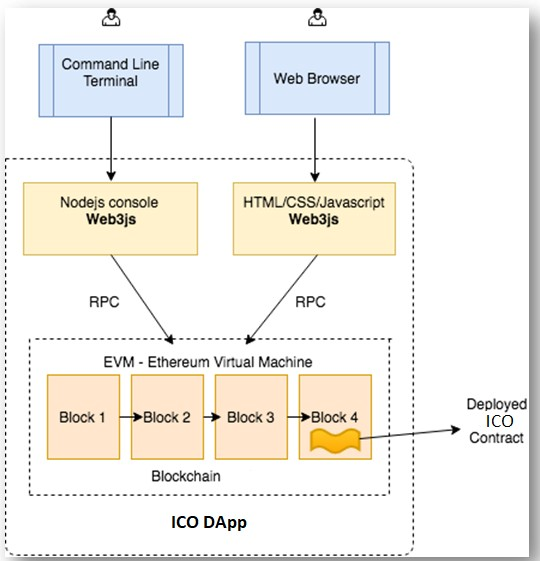 Command Line
Terminal
Web Browser
Nodejs console
Web3js
HTML/CSS/Javascript
Web3js
RPC
RPC
EVM - Ethereum Virtual Machine
Block 1
Block 2
Block 3
Block 4
Deployed
ICO
Contract
Blockchain
ICO DApp